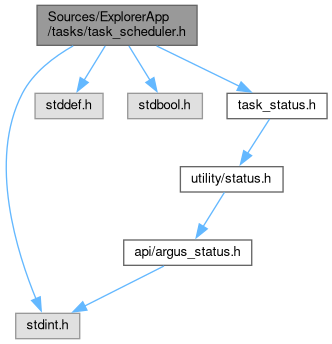 Sources/ExplorerApp
/tasks/task_scheduler.h
stddef.h
stdbool.h
task_status.h
utility/status.h
api/argus_status.h
stdint.h